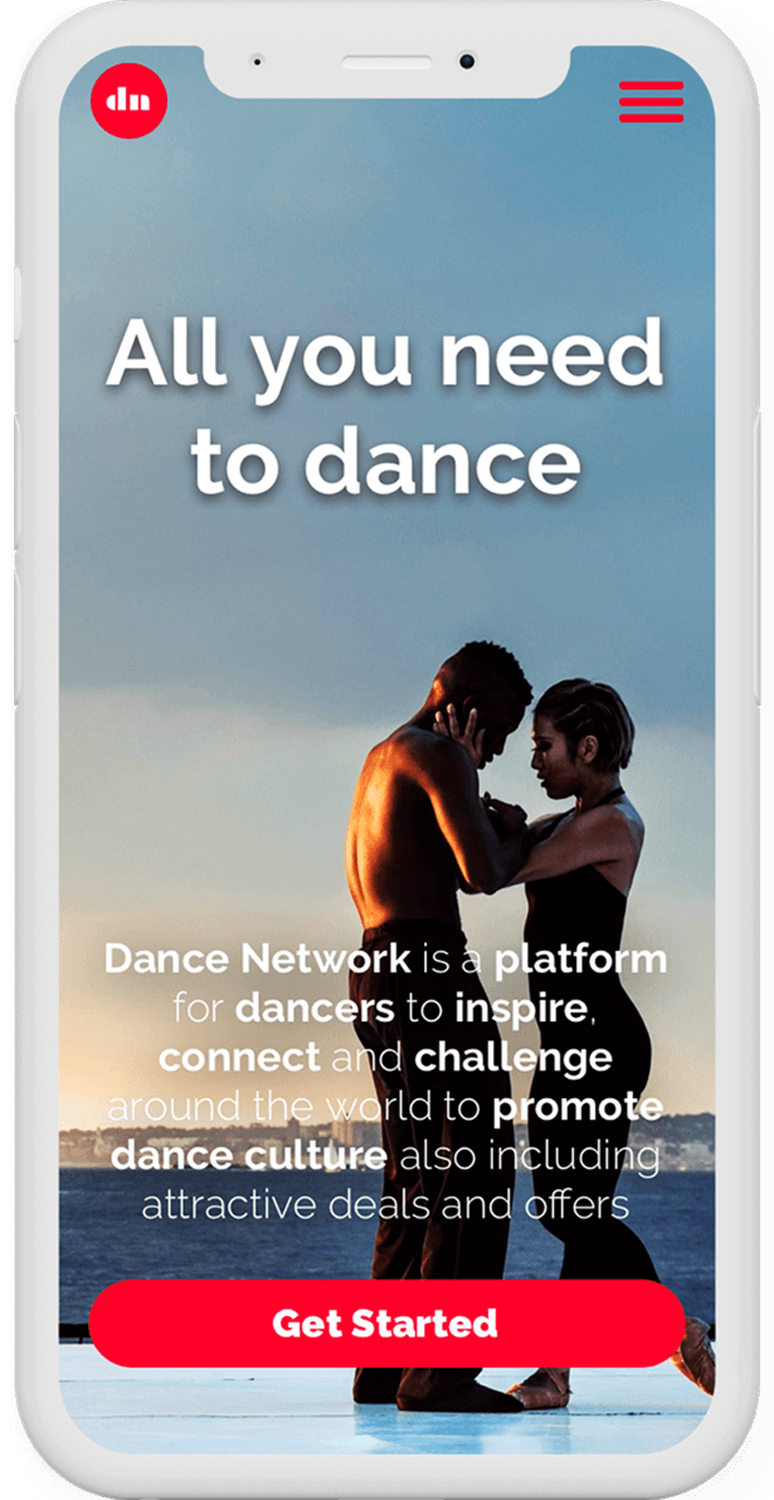 dn
All you need
to dance
Dance Network is a platform
for dancers to inspire,
connect and challenge
around the world to promote
dance culture also including
attractive deals and offers
Get Started